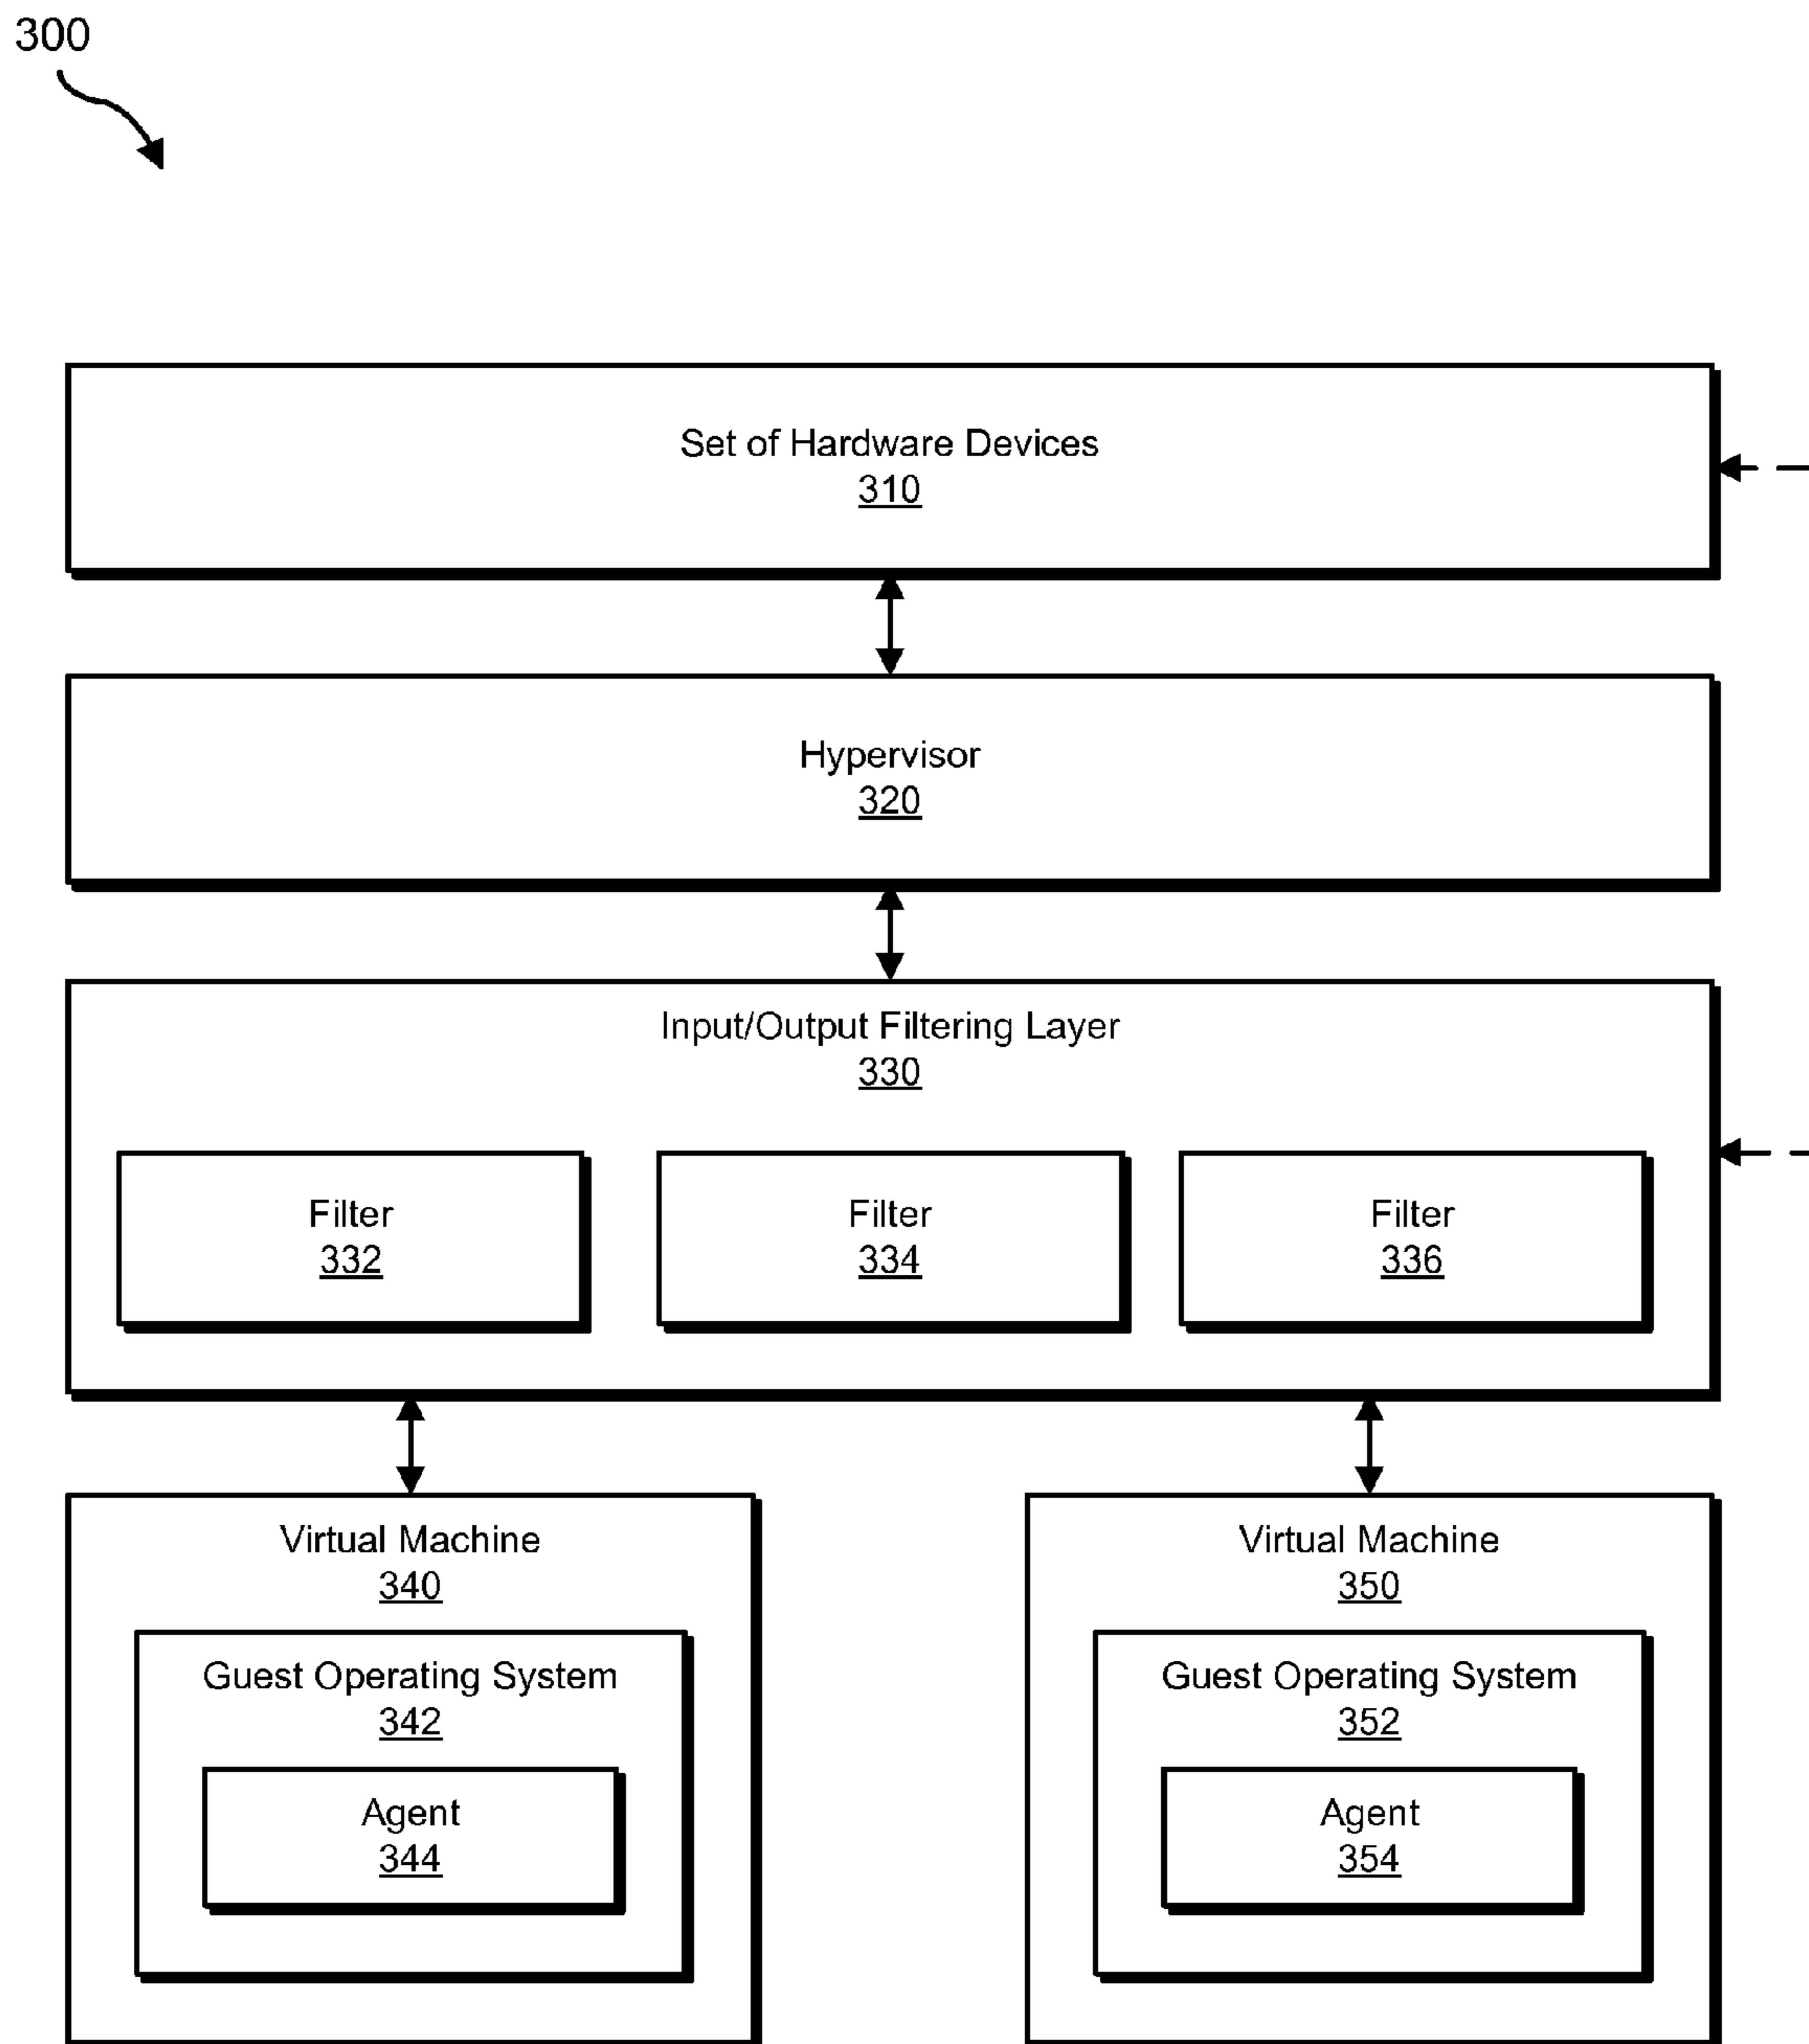 300
Set of Hardware Devices
310
Hypervisor
320
Input/Output Filtering Layer
330
Filter
332
Filter
334
Filter
336
Virtual Machine
340
Guest Operating System
342
Agent
344
Virtual Machine
350
Guest Operating System
352
Agent
354